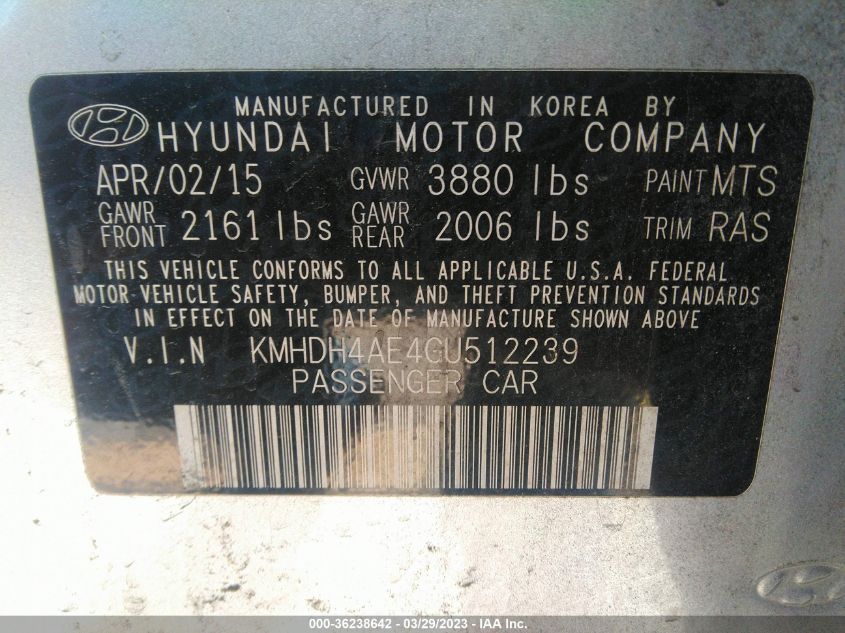 MANUFACTURED IN KOREA BY
HYUNDAI MOTOR COMPANY
APR/02/15 GVWR 3880 lbs PAINT MTS
GAWR FRONT 2161 lbs GAWR REAR 2006 lbs TRIM RAS
THIS VEHICLE CONFORMS TO ALL APPLICABLE U.S.A. FEDERAL
MOTOR VEHICLE SAFETY, BUMPER, AND THEFT PREVENTION STANDARDS
IN EFFECT ON THE DATE OF MANUFACTURE SHOWN ABOVE
V.I.N KMHDH4AE4GU512239
PASSENGER CAR
000-36238642 - 03/29/2023 - IAA Inc.